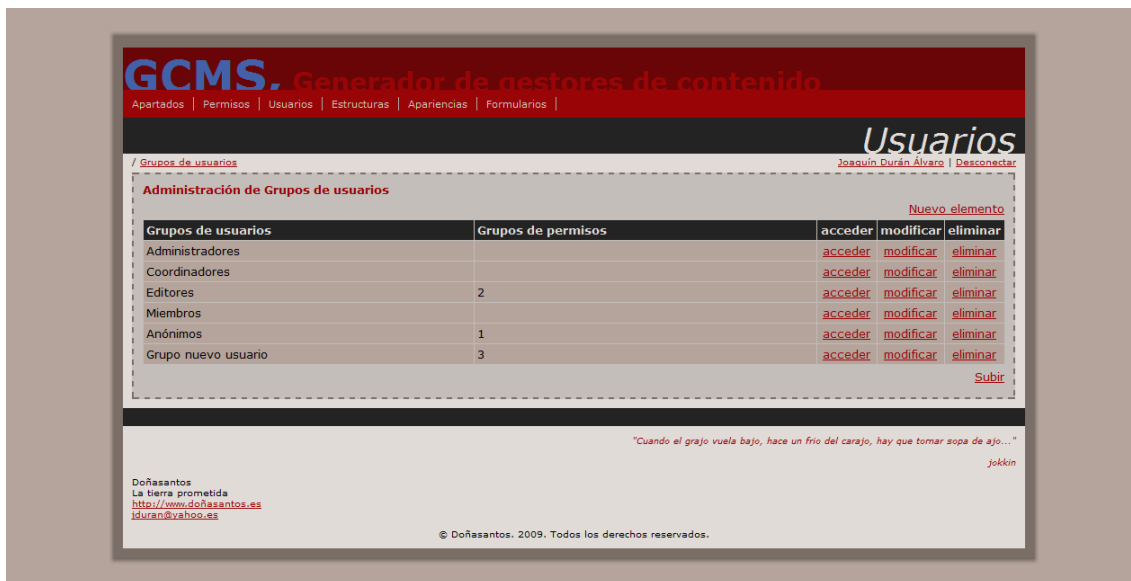 GCMS, Generador de gestores de contenido
Apartados | Permisos | Usuarios | Estructuras | Apariencias | Formularios |
Usuarios
/ Grupos de usuarios
Joaquín Durán Álvaro | Desconectar
Administración de Grupos de usuarios
Nuevo elemento
Grupos de usuarios Grupos de permisos acceder modificar eliminar
Administradores acceder modificar eliminar
Coordinadores acceder modificar eliminar
Editores 2 acceder modificar eliminar
Miembros acceder modificar eliminar
Anónimos 1 acceder modificar eliminar
Grupo nuevo usuario 3 acceder modificar eliminar
Subir
"Cuando el grajo vuela bajo, hace un frio del carajo, hay que tomar sopa de ajo..."
jokkin
Doñasantos
La tierra prometida
http://www.doñasantos.es
jduran@yahoo.es
© Doñasantos. 2009. Todos los derechos reservados.